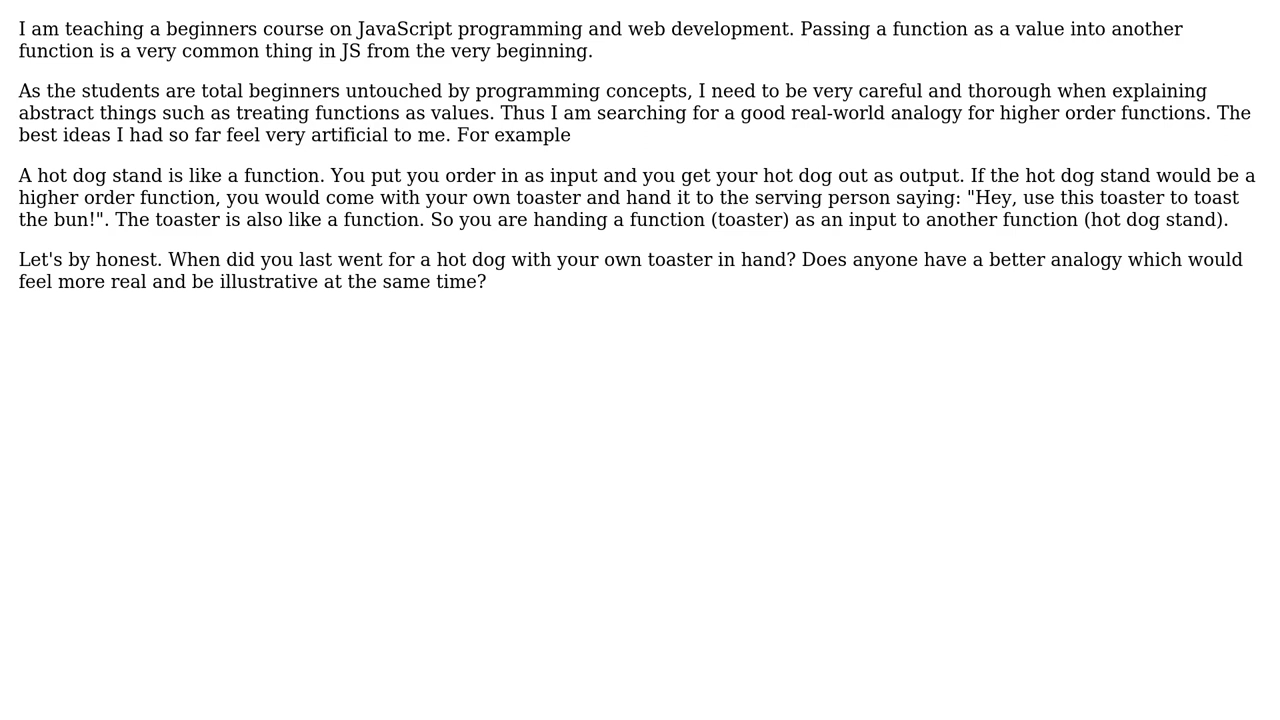 I am teaching a beginners course on JavaScript programming and web development. Passing a function as a value into another
function is a very common thing in JS from the very beginning.
As the students are total beginners untouched by programming concepts, I need to be very careful and thorough when explaining
abstract things such as treating functions as values. Thus I am searching for a good real-world analogy for higher order functions. The
best ideas I had so far feel very artificial to me. For example
A hot dog stand is like a function. You put you order in as input and you get your hot dog out as output. If the hot dog stand would be a
higher order function, you would come with your own toaster and hand it to the serving person saying: "Hey, use this toaster to toast
the bun!". The toaster is also like a function. So you are handing a function (toaster) as an input to another function (hot dog stand).
Let's by honest. When did you last went for a hot dog with your own toaster in hand? Does anyone have a better analogy which would
feel more real and be illustrative at the same time?